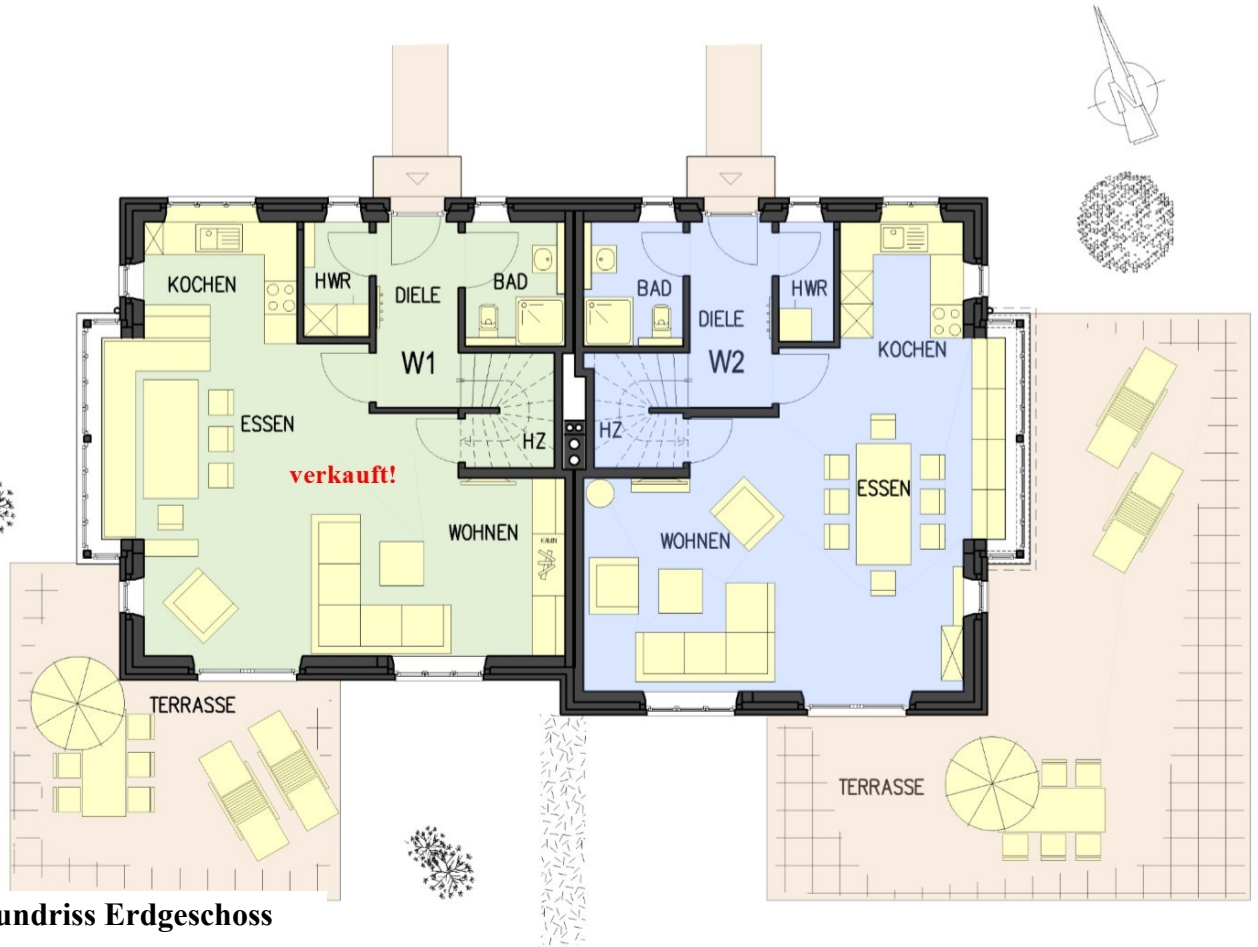 N
KOCHEN
HWR
DIELE
BAD
W1
ESSEN
HZ
verkauft!
WOHNEN
KAMIN
BAD
DIELE
HWR
W2
KOCHEN
HZ
WOHNEN
ESSEN
TERRASSE
TERRASSE
undriss Erdgeschoss